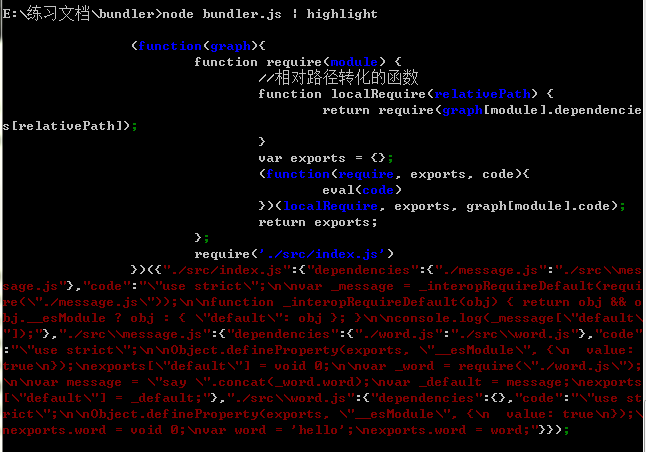 E:\练习文档\bundler>node bundler.js | highlight
(function(graph){
function require(module) {
//相对路径转化的函数
function localRequire(relativePath) {
return require(graph[module].dependencie
s[relativePath]);
}
var exports = {};
(function(require, exports, code){
eval(code)
})(localRequire, exports, graph[module].code);
return exports;
};
require('./src/index.js')
})({"./src/index.js":{"dependencies":{"./message.js":"./src\\mes
sage.js"},"code":"\"use strict\";\n\nvar _message = _interopRequireDefault(requi
re(\"./message.js\"));\n\nfunction _interopRequireDefault(obj) { return obj && o
bj.__esModule ? obj : { \"default\": obj }; }\n\nconsole.log(_message[\"default\
"]);"},"./src\\message.js":{"dependencies":{"./word.js":"./src\\word.js"},"code"
:"\"use strict\";\n\nObject.defineProperty(exports, \"__esModule\", {\n  value:
true\n});\nexports[\"default\"] = void 0;\n\nvar _word = require(\"./word.js\");
\n\nvar message = \"say \".concat(_word.word);\nvar _default = message;\nexports
[\"default\"] = _default;"},"./src\\word.js":{"dependencies":{},"code":"\"use st
rict\";\n\nObject.defineProperty(exports, \"__esModule\", {\n  value: true\n});\
nexports.word = void 0;\nvar word = 'hello';\nexports.word = word;"}});